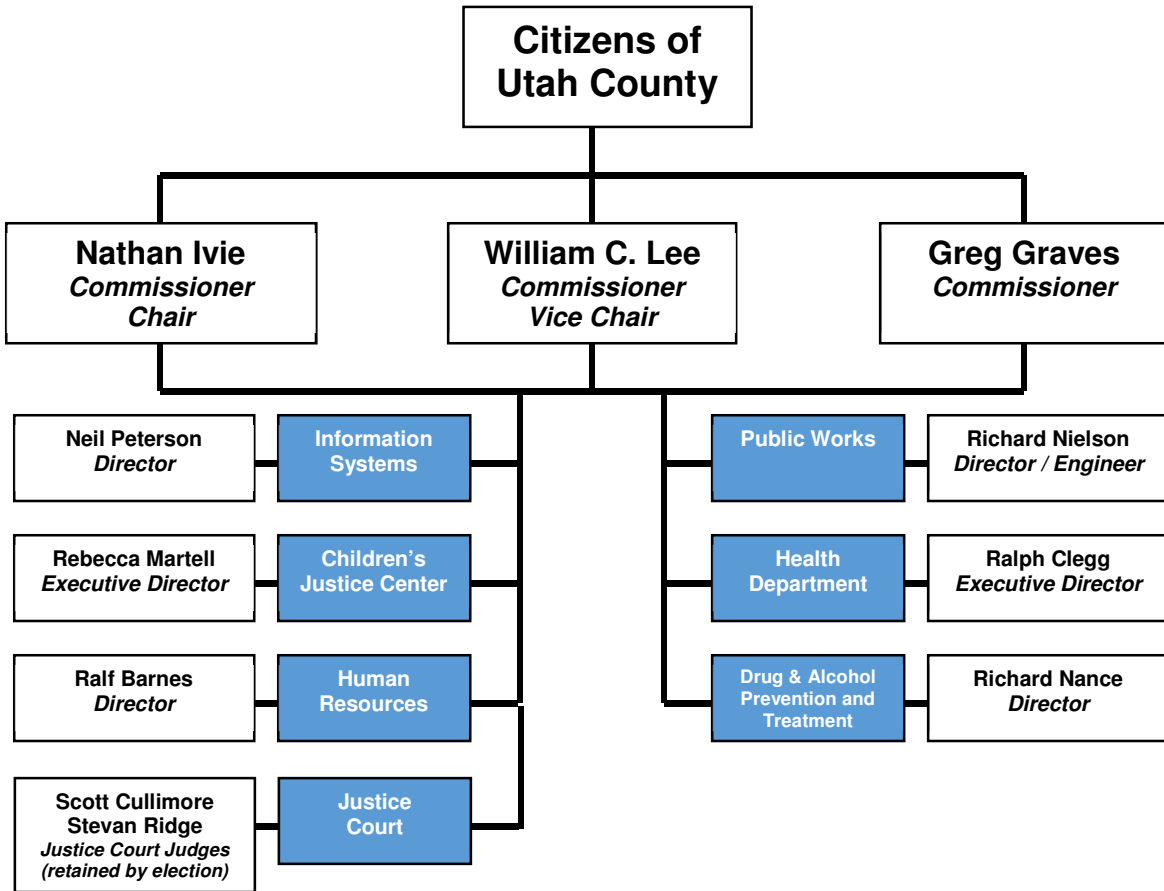 Citizens of
Utah County
Nathan Ivie
Commissioner
Chair
William C. Lee
Commissioner
Vice Chair
Greg Graves
Commissioner
Neil Peterson
Director
Information
Systems
Public Works
Richard Nielson
Director / Engineer
Rebecca Martell
Executive Director
Children’s
Justice Center
Health
Department
Ralph Clegg
Executive Director
Ralf Barnes
Director
Human
Resources
Drug & Alcohol
Prevention and
Treatment
Richard Nance
Director
Scott Cullimore
Stevan Ridge
Justice Court Judges
(retained by election)
Justice
Court